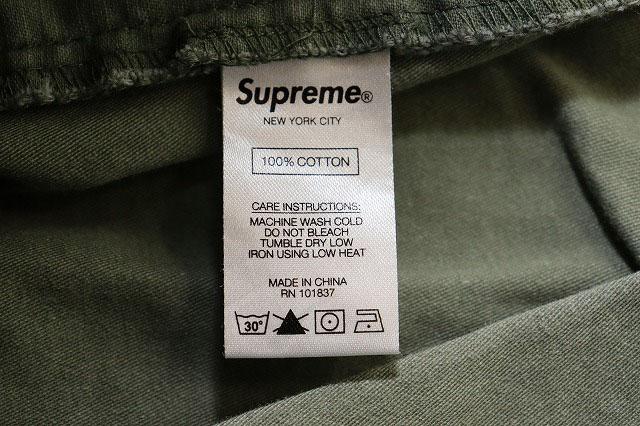 Supreme®
NEW YORK CITY
100% COTTON
CARE INSTRUCTIONS:
MACHINE WASH COLD
DO NOT BLEACH
TUMBLE DRY LOW
IRON USING LOW HEAT
MADE IN CHINA
RN 101837
30°